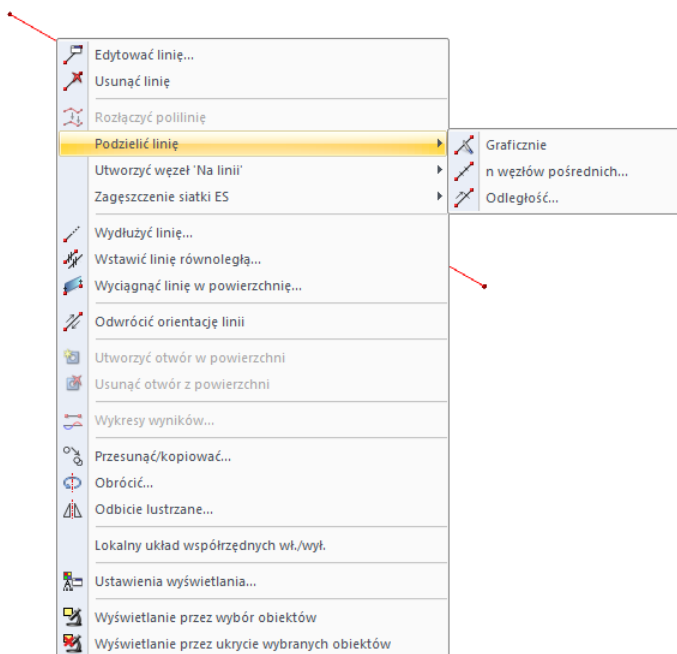 Edytować linię...
Usunąć linię
Rozłączyć polilinię
Podzielić linię
Graficznie
n węzłów pośrednich...
Odległość...
Utworzyć węzeł 'Na linii'
Zagęszczenie siatki ES
Wydłużyć linię...
Wstawić linię równoległą...
Wyciągnąć linię w powierzchnię...
Odwrócić orientację linii
Utworzyć otwór w powierzchni
Usunąć otwór z powierzchni
Wykresy wyników...
Przesunąć/kopiować...
Obrócić...
Odbicie lustrzane...
Lokalny układ współrzędnych wł./wył.
Ustawienia wyświetlania...
Wyświetlanie przez wybór obiektów
Wyświetlanie przez ukrycie wybranych obiektów